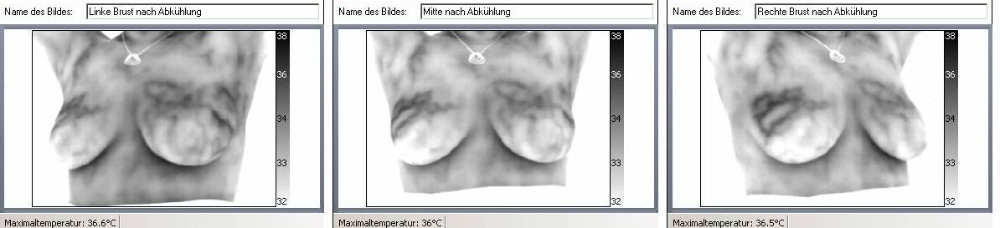 Name des Bildes: Linke Brust nach Abkühlung
38
36
34
33
32
Maximaltemperatur: 36.6°C
Name des Bildes: Mitte nach Abkühlung
38
36
34
33
32
Maximaltemperatur: 36°C
Name des Bildes: Rechte Brust nach Abkühlung
38
36
34
33
32
Maximaltemperatur: 36.5°C